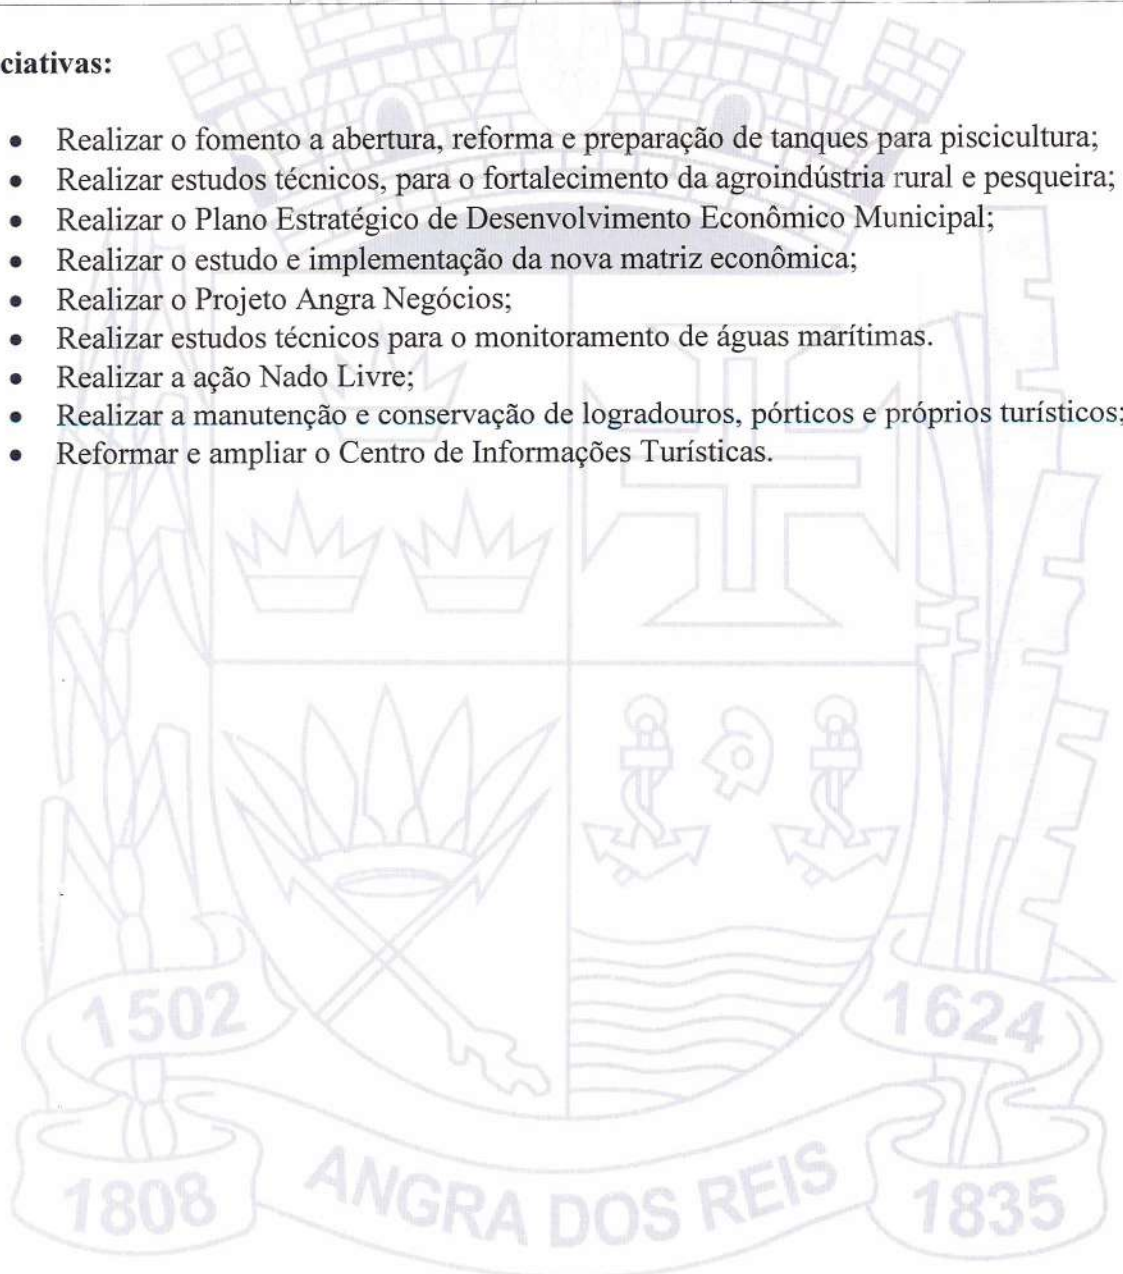 ciativas:
• Realizar o fomento a abertura, reforma e preparação de tanques para piscicultura;
• Realizar estudos técnicos, para o fortalecimento da agroindústria rural e pesqueira;
• Realizar o Plano Estratégico de Desenvolvimento Econômico Municipal;
• Realizar o estudo e implementação da nova matriz econômica;
• Realizar o Projeto Angra Negócios;
• Realizar estudos técnicos para o monitoramento de águas marítimas.
• Realizar a ação Nado Livre;
• Realizar a manutenção e conservação de logradouros, pórticos e próprios turísticos;
• Reformar e ampliar o Centro de Informações Turísticas.
1502
1624
1808
ANGRA DOS REIS
1835